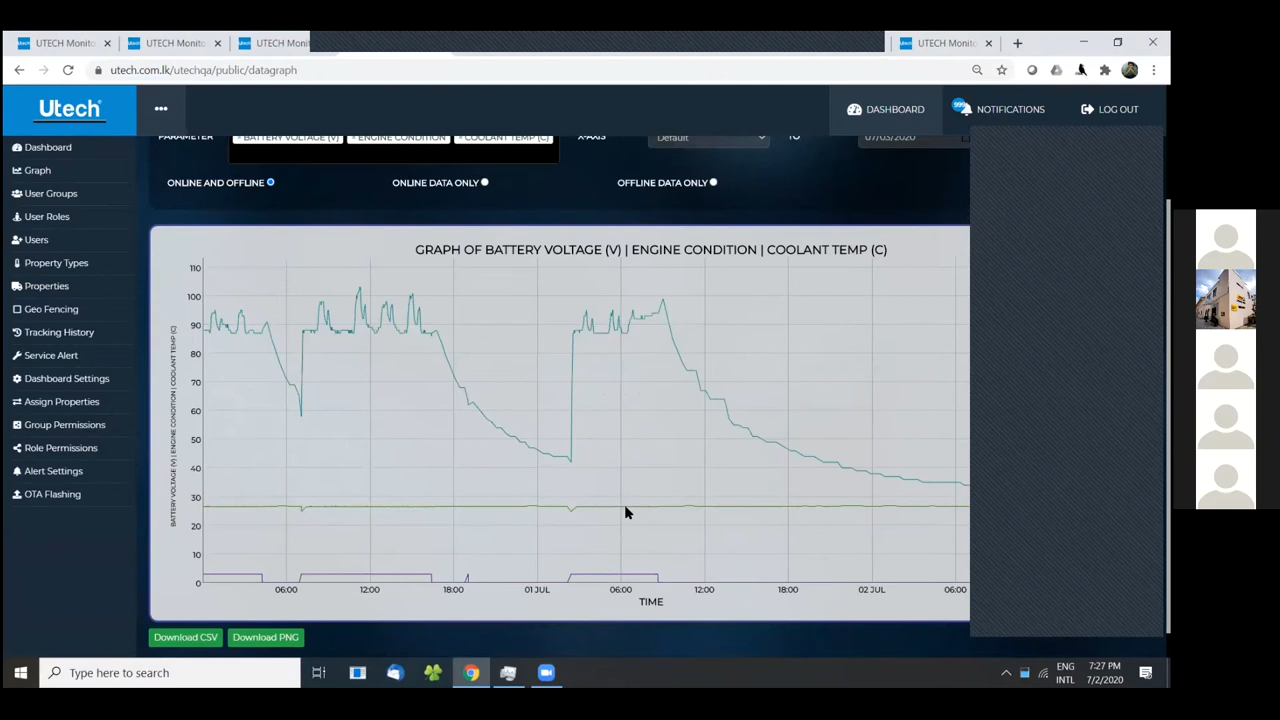 UTECH Monito
UTECH Monito
UTECH Moni
UTECH Monito
utech.com.lk/utechqa/public/datagraph
Utech
DASHBOARD
999
NOTIFICATIONS
LOG OUT
PARAMETER
BATTERY VOLTAGE (V)
ENGINE CONDITION
COOLANT TEMP (C)
X-AXIS
Default
TO
07/03/2020
ONLINE AND OFFLINE
ONLINE DATA ONLY
OFFLINE DATA ONLY
Dashboard
Graph
User Groups
User Roles
Users
Property Types
Properties
Geo Fencing
Tracking History
Service Alert
Dashboard Settings
Assign Properties
Group Permissions
Role Permissions
Alert Settings
OTA Flashing
GRAPH OF BATTERY VOLTAGE (V) | ENGINE CONDITION | COOLANT TEMP (C)
BATTERY VOLTAGE (V) | ENGINE CONDITION | COOLANT TEMP (C)
110
100
90
80
70
60
50
40
30
20
10
0
06:00
12:00
18:00
01 JUL
06:00
12:00
18:00
02 JUL
06:00
TIME
Download CSV
Download PNG
Type here to search
ENG
INTL
7:27 PM
7/2/2020